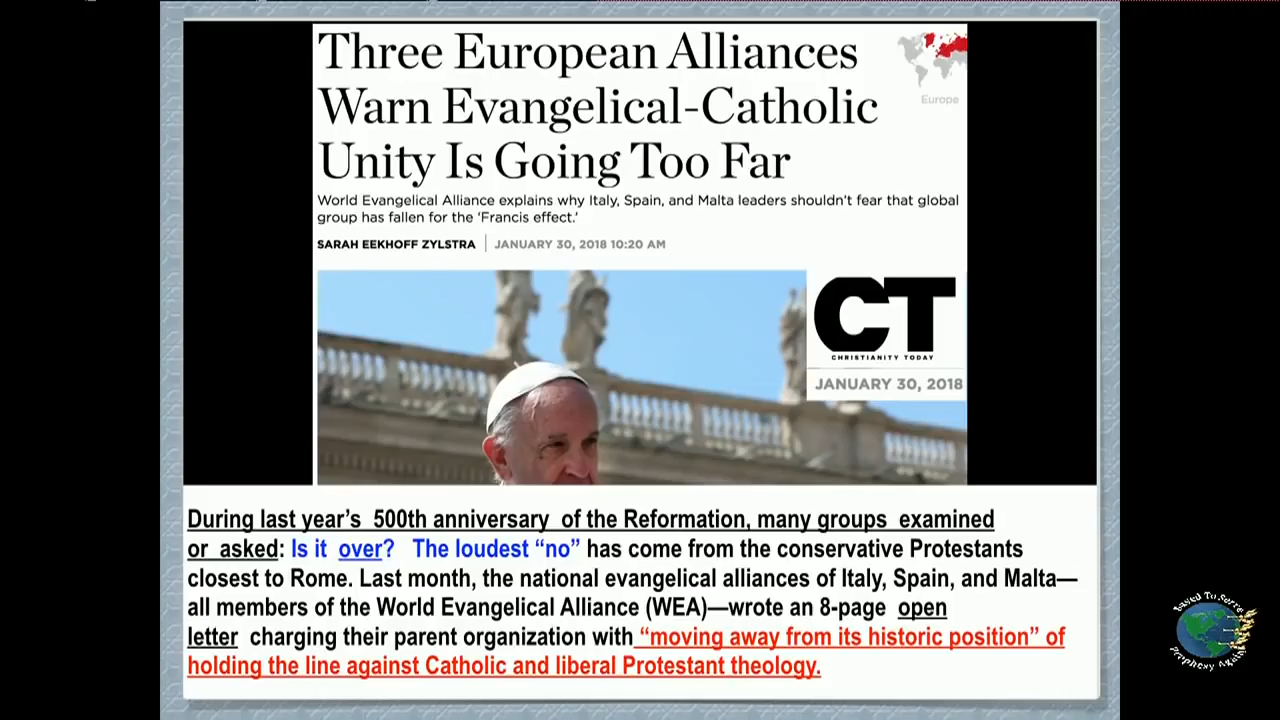 Three European Alliances
Warn Evangelical-Catholic
Unity Is Going Too Far
Europe
World Evangelical Alliance explains why Italy, Spain, and Malta leaders shouldn't fear that global
group has fallen for the 'Francis effect.'
SARAH EEKHOFF ZYLSTRA | JANUARY 30, 2018 10:20 AM
CT
CHRISTIANITY TODAY
JANUARY 30, 2018
During last year's 500th anniversary of the Reformation, many groups examined
or asked: Is it over? The loudest "no" has come from the conservative Protestants
closest to Rome. Last month, the national evangelical alliances of Italy, Spain, and Malta—
all members of the World Evangelical Alliance (WEA)—wrote an 8-page open
letter charging their parent organization with "moving away from its historic position" of
holding the line against Catholic and liberal Protestant theology.
To Serve
Prophesy Again